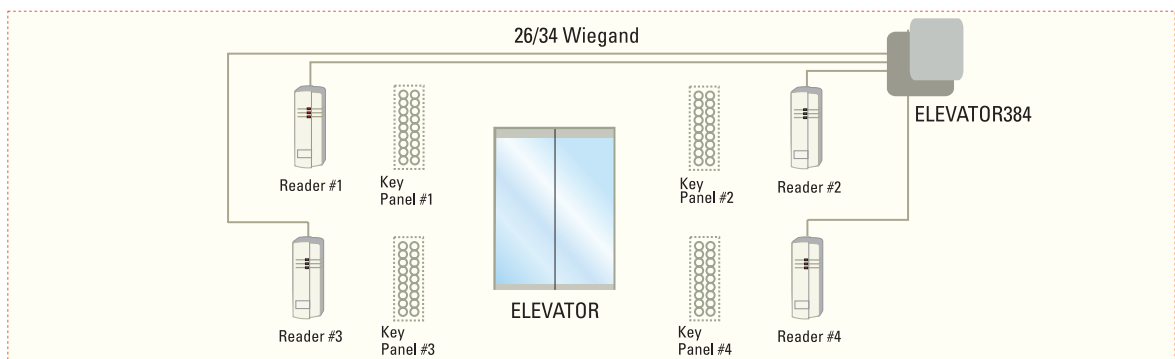 26/34 Wiegand
ELEVATOR384
Reader #1
Key
Panel #1
Key
Panel #2
Reader #2
ELEVATOR
Reader #3
Key
Panel #3
Key
Panel #4
Reader #4